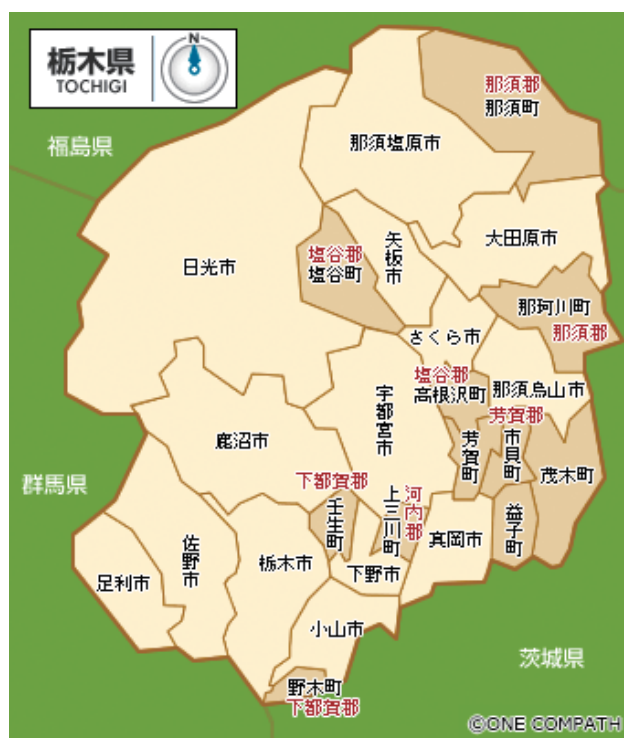 栃木県
TOCHIGI
N
福島県
那須郡
那須町
那須塩原市
大田原市
矢板市
塩谷郡
塩谷町
日光市
那珂川町
那須郡
さくら市
塩谷郡
高根沢町
那須烏山市
芳賀郡
宇都宮市
鹿沼市
芳賀町
市貝町
茂木町
群馬県
下都賀郡
壬生町
上三川町
河内郡
益子町
真岡市
佐野市
足利市
栃木市
下野市
小山市
野木町
下都賀郡
茨城県
©ONE COMPATH